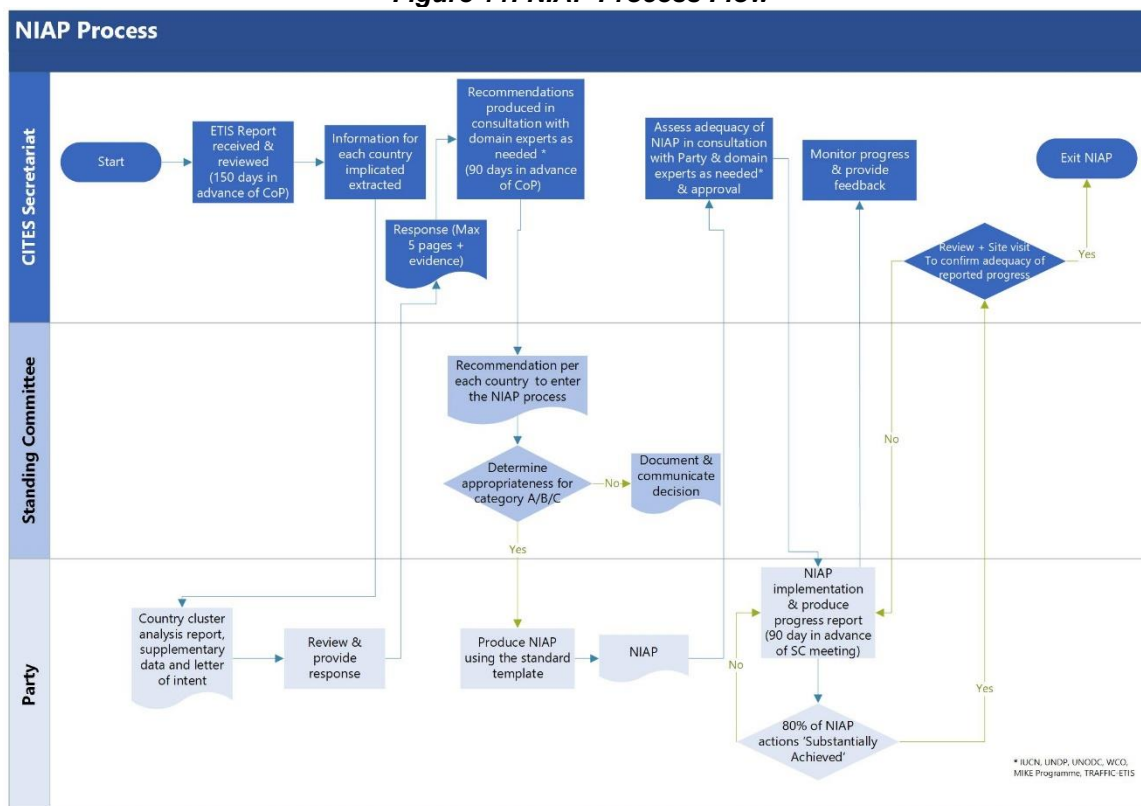 Figure 11: NIAP Process Flow
NIAP Process
CITES Secretariat
Start
ETIS Report
received &
reviewed
(150 days in
advance of CoP)
Information for
each country
implicated
extracted
Recommendations
produced in
consultation with
domain experts as
needed *
(90 days in
advance of CoP)
Response (Max
5 pages +
evidence)
Assess adequacy of
NIAP in consultation
with Party & domain
experts as needed*
& approval
Monitor progress
& provide
feedback
Exit NIAP
Review + Site visit
To confirm adequacy of
reported progress
Yes
No
Standing Committee
Recommendation per
each country to enter
the NIAP process
Determine
appropriateness for
category A/B/C
No
Document &
communicate
decision
Yes
Party
Country cluster
analysis report,
supplementary
data and letter
of intent
Review &
provide
response
Produce NIAP
using the standard
template
NIAP
NIAP
implementation
& produce
progress report
(90 day in advance
of SC meeting)
No
Yes
80% of NIAP
actions ‘Substantially
Achieved’
* IUCN, UNDP, UNODC, WCO,
MIKE Programme, TRAFFIC-ETIS